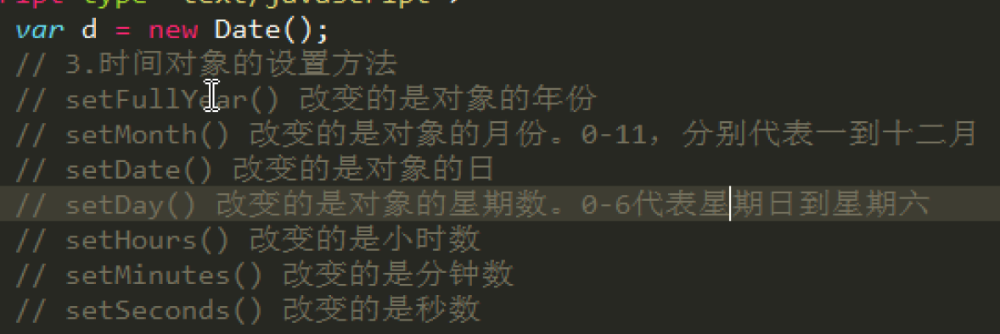 var d = new Date();
// 3.时间对象的设置方法
// setFullYear() 改变的是对象的年份
// setMonth() 改变的是对象的月份。0-11，分别代表一到十二月
// setDate() 改变的是对象的日
// setDay() 改变的是对象的星期数。0-6代表星期日到星期六
// setHours() 改变的是小时数
// setMinutes() 改变的是分钟数
// setSeconds() 改变的是秒数